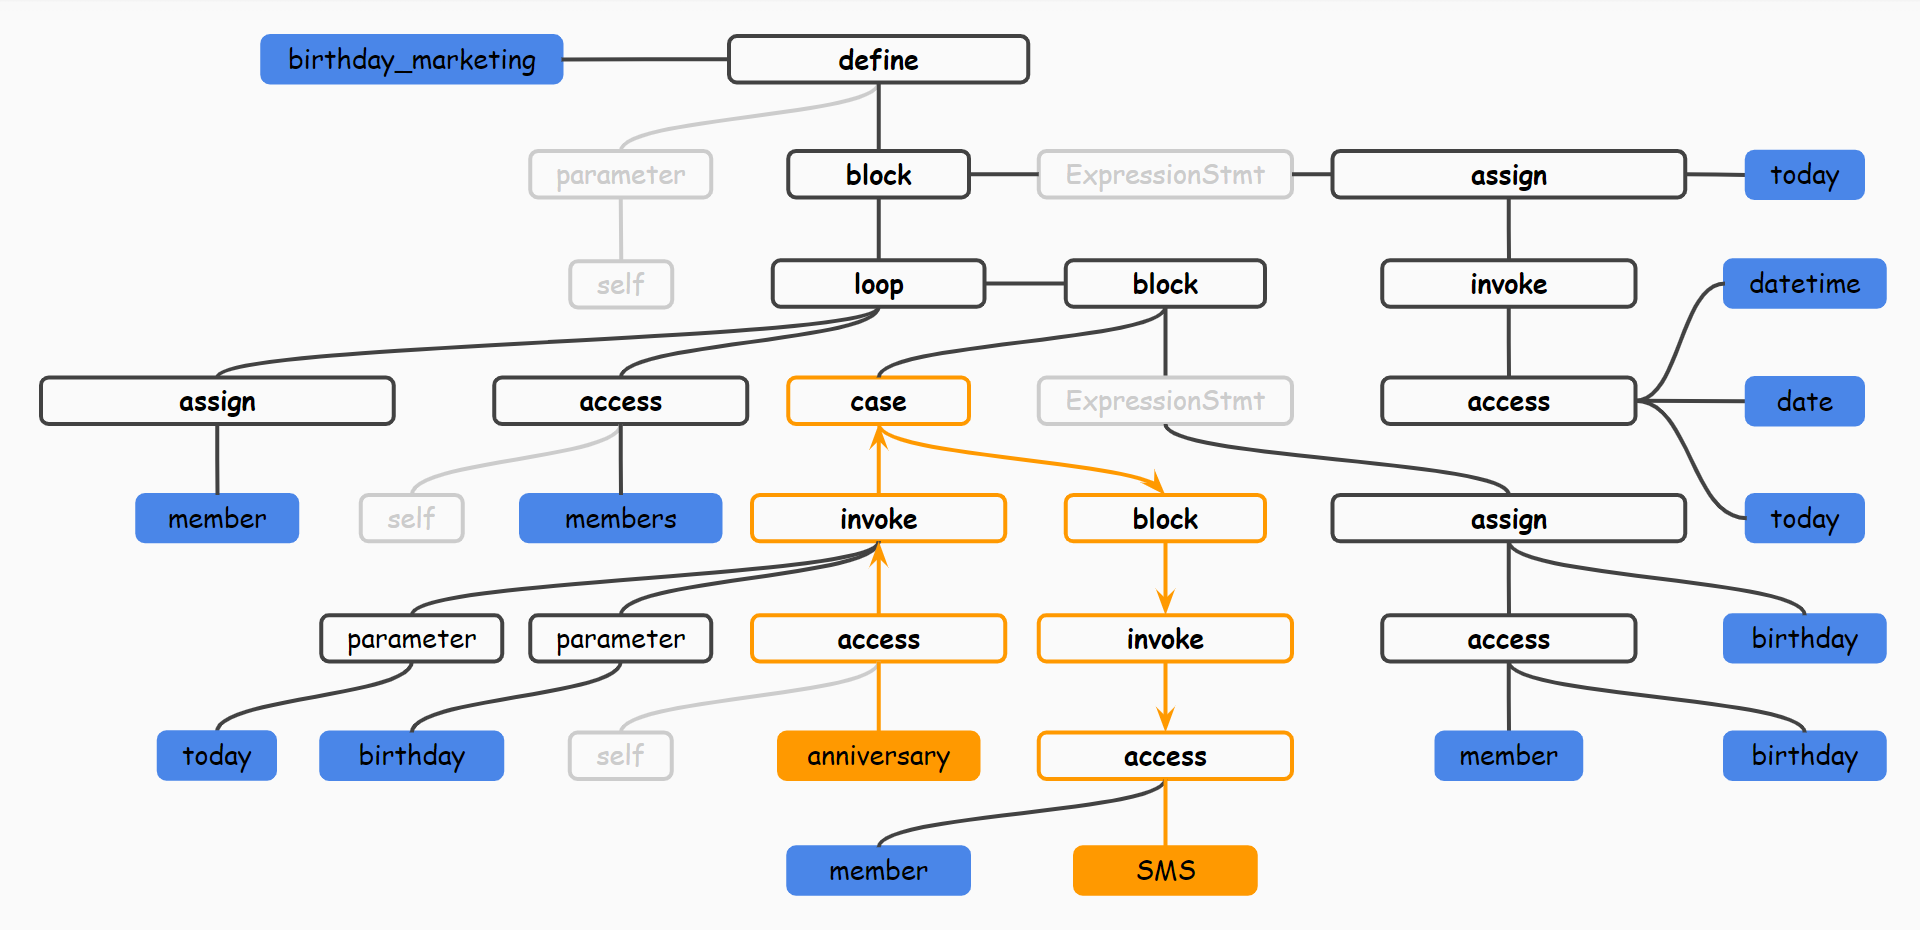 birthday_marketing
define
parameter
block
ExpressionStmt
assign
today
self
loop
block
invoke
datetime
assign
access
case
ExpressionStmt
access
date
member
self
members
invoke
block
assign
today
parameter
parameter
access
invoke
access
birthday
today
birthday
self
anniversary
access
member
birthday
member
SMS